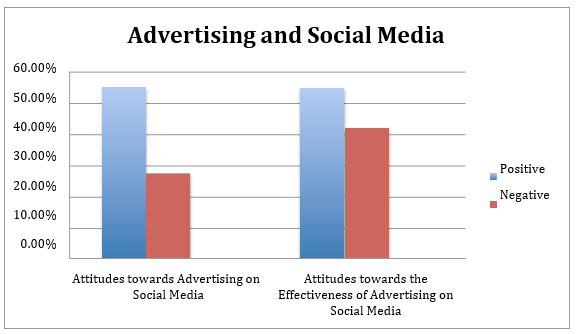 Advertising and Social Media
60.00%
50.00%
40.00%
30.00%
20.00%
10.00%
0.00%
Positive
Negative
Attitudes towards Advertising on
Social Media
Attitudes towards the
Effectiveness of Advertising on
Social Media